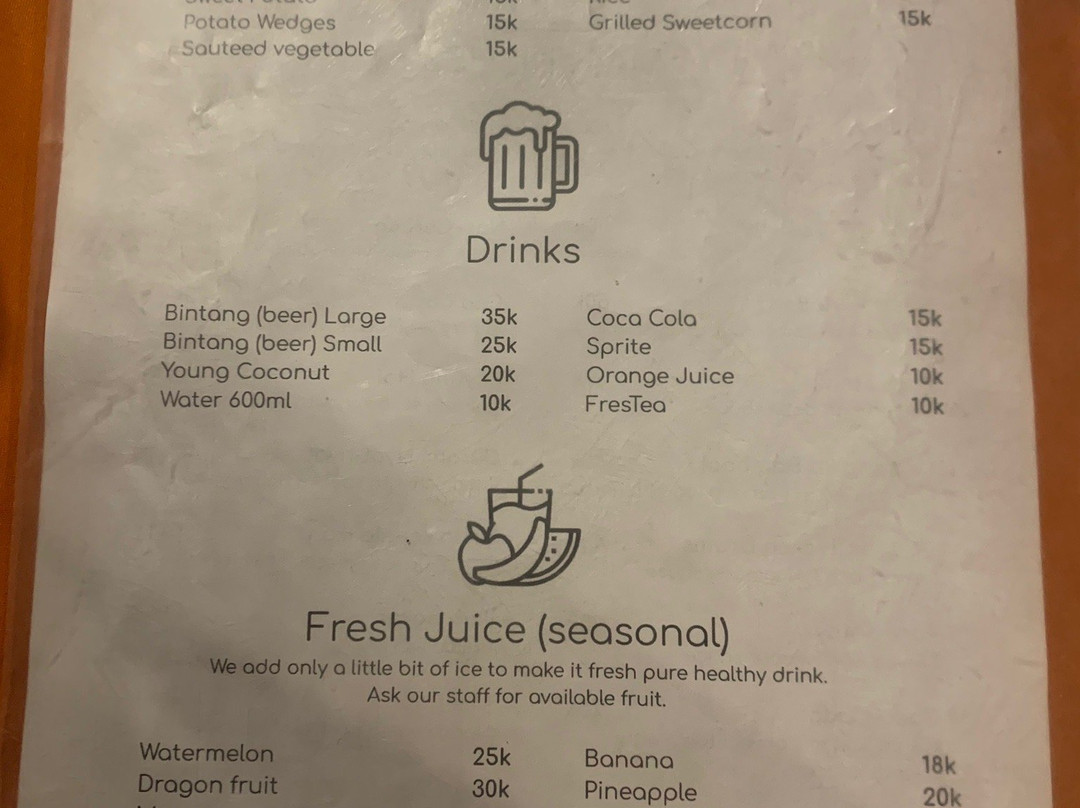 Potato Wedges 15k Grilled Sweetcorn 15k
Sauteed vegetable 15k
Drinks
Bintang (beer) Large 35k Coca Cola 15k
Bintang (beer) Small 25k Sprite 15k
Young Coconut 20k Orange Juice 10k
Water 600ml 10k FresTea 10k
Fresh Juice (seasonal)
We add only a little bit of ice to make it fresh pure healthy drink.
Ask our staff for available fruit.
Watermelon 25k Banana 18k
Dragon fruit 30k Pineapple 20k